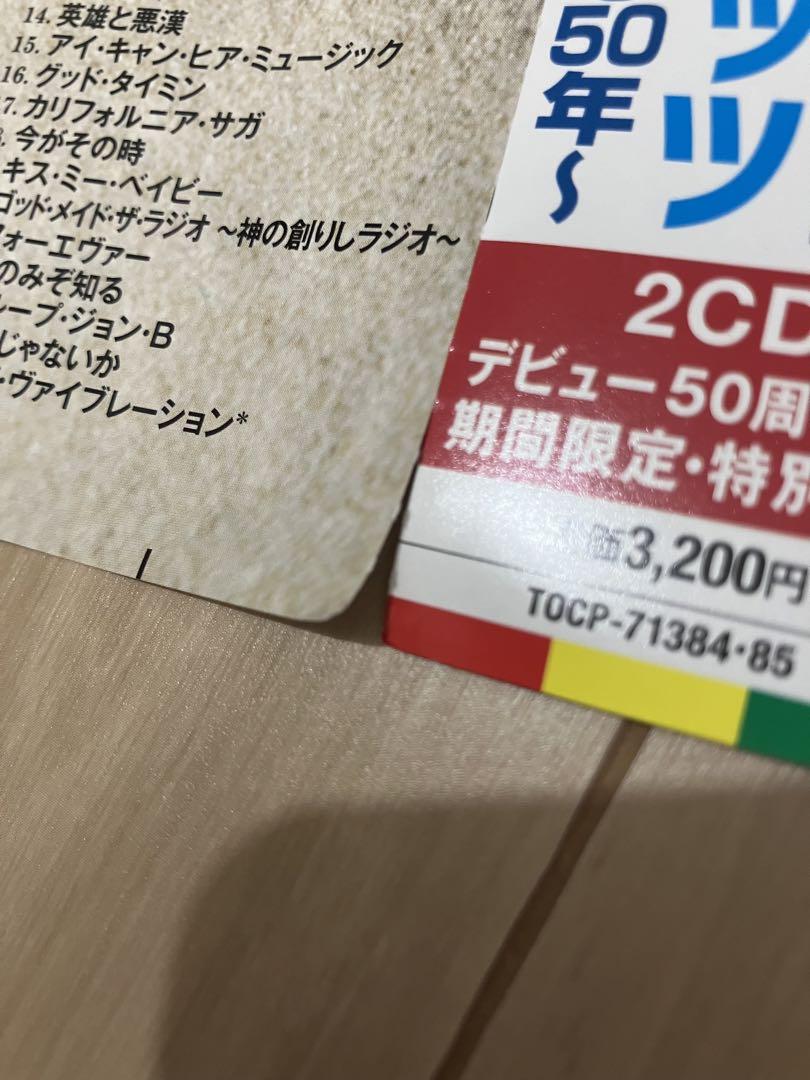 14. 英雄と悪漢
15. アイ・キャン・ヒア・ミュージック
16. グッド・タイミン
7. カリフォルニア・サガ
今がその時
キス・ミー・ベイビー
ゴッド・メイド・ザ・ラジオ ～神の創りしラジオ～
フォーエヴァー
のみぞ知る
ループ・ジョン・B
じゃないか
・ヴァイブレーション*
50
年～
ッ
ツ
2CD
デビュー50周
期間限定・特別
価3,200円
TOCP-71384・85